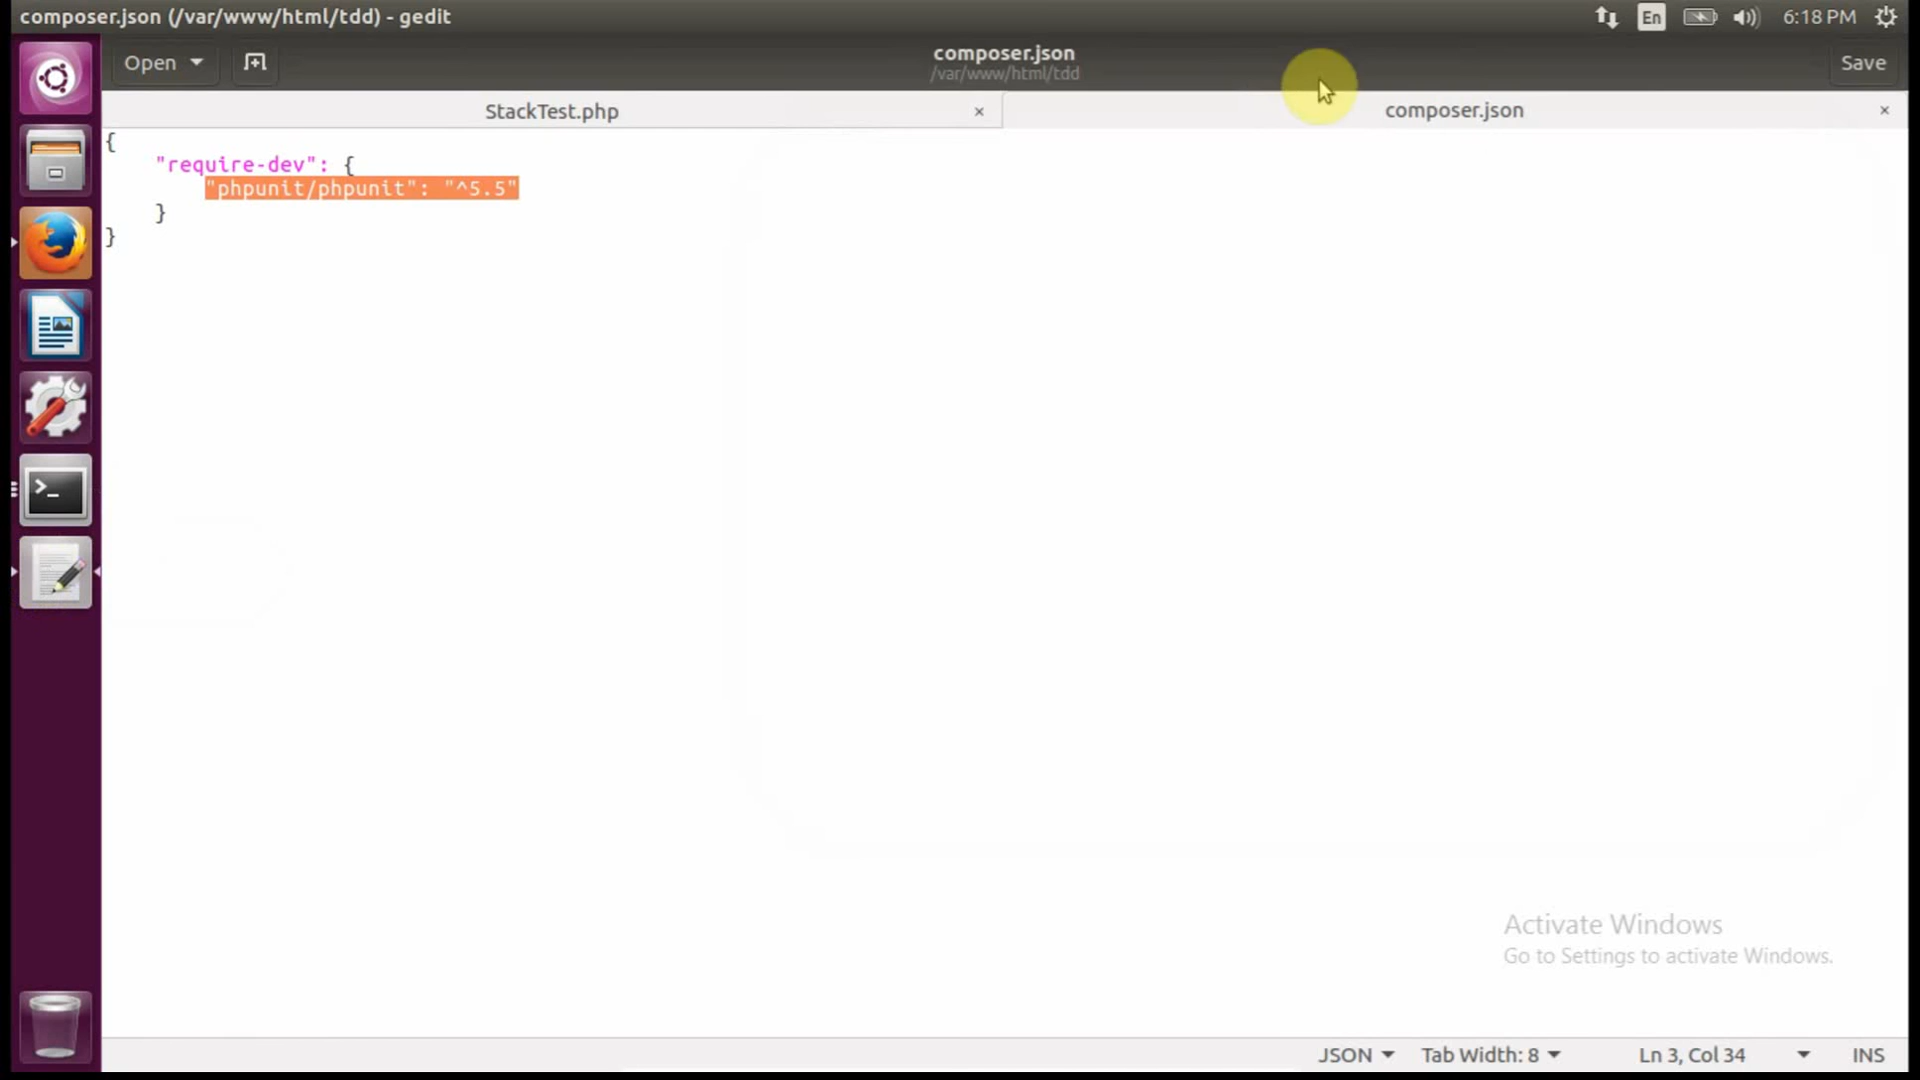 composer.json (/var/www/html/tdd) - gedit
En
6:18 PM
Open
composer.json
/var/www/html/tdd
Save
StackTest.php ×
composer.json ×
{
"require-dev": {
"phpunit/phpunit": "^5.5"
}
}
>_
Activate Windows
Go to Settings to activate Windows.
JSON
Tab Width: 8
Ln 3, Col 34
INS